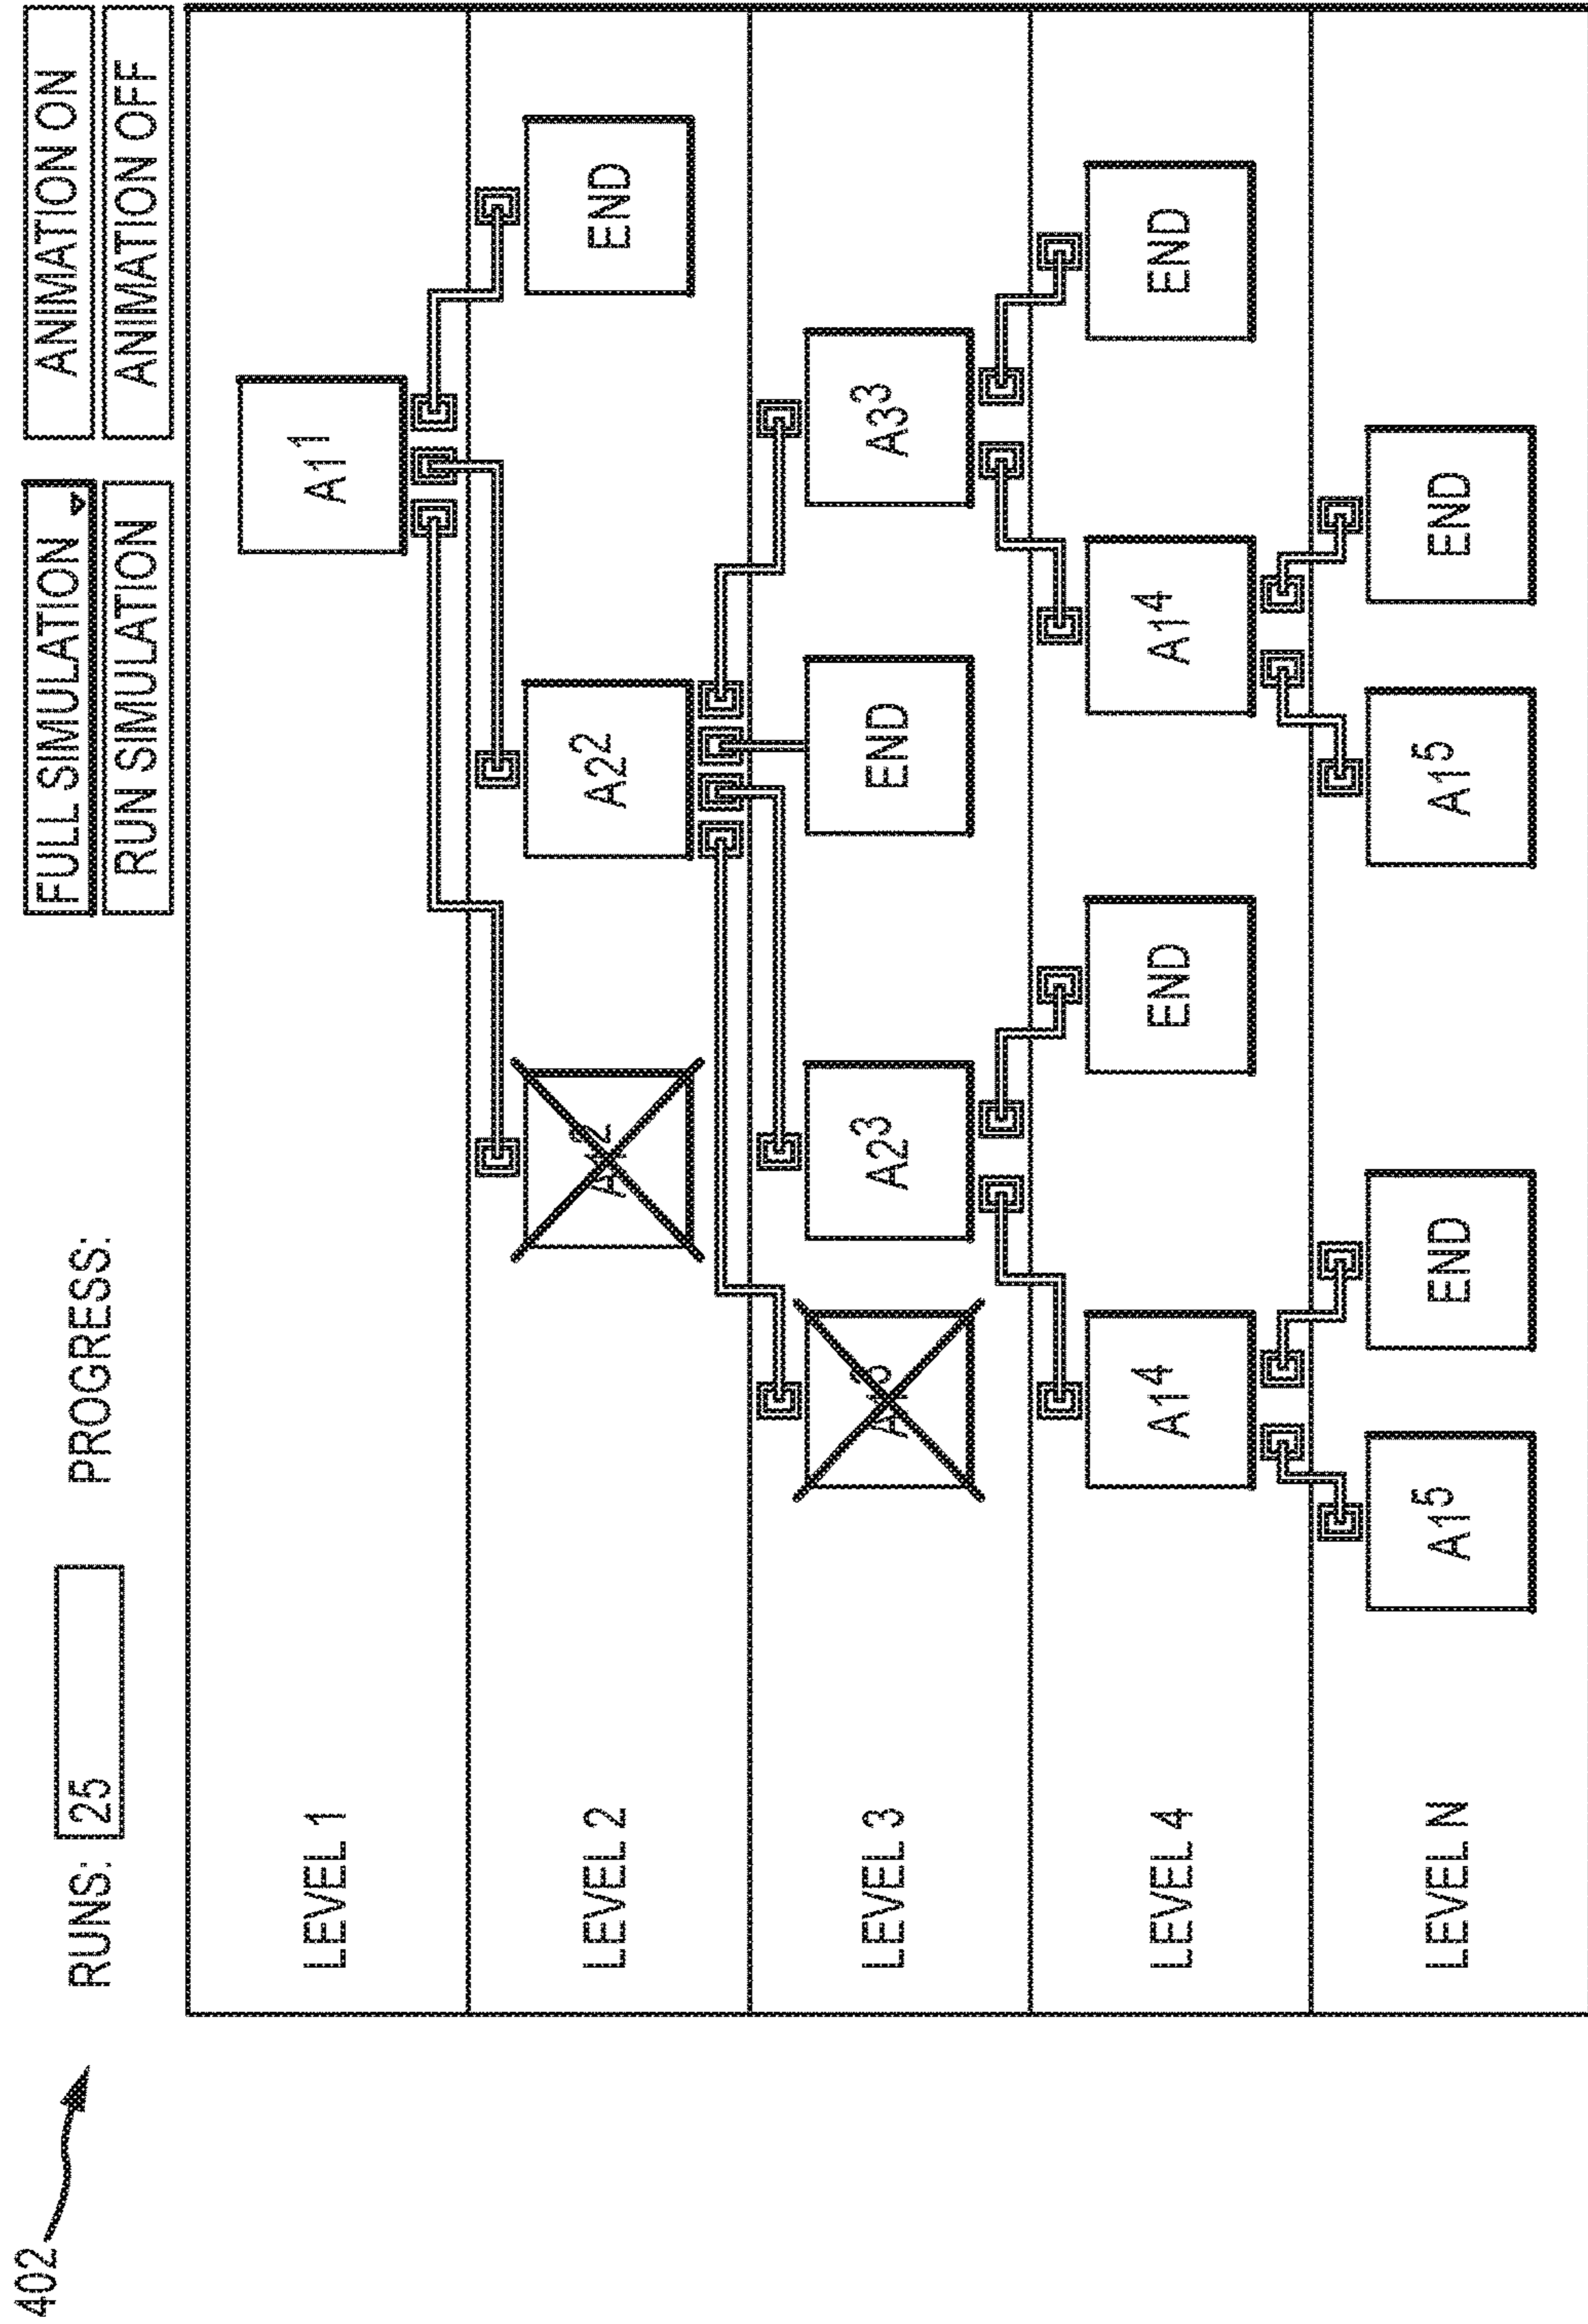 402
RUNS: 25 PROGRESS: FULL SIMULATION ANIMATION ON
RUN SIMULATION ANIMATION OFF
LEVEL 1 A1¹
LEVEL 2 A2² END
LEVEL 3 A2³ END A3³
LEVEL 4 A1⁴ END A1⁴ END
LEVEL N A1⁵ END A1⁵ END